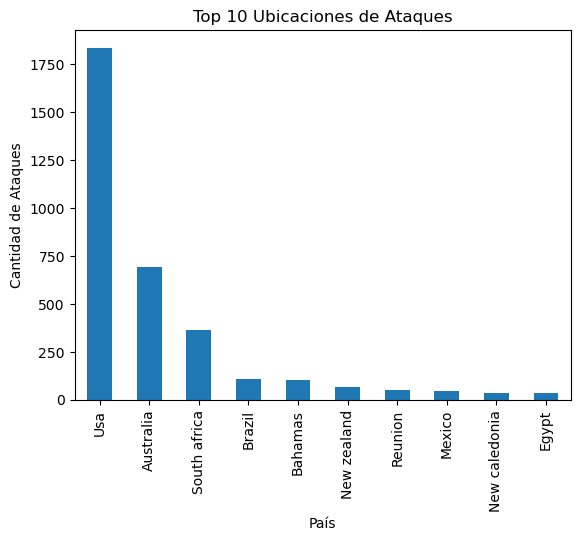 Top 10 Ubicaciones de Ataques
Cantidad de Ataques
1750
1500
1250
1000
750
500
250
0
Usa
Australia
South africa
Brazil
Bahamas
New zealand
Reunion
Mexico
New caledonia
Egypt
País